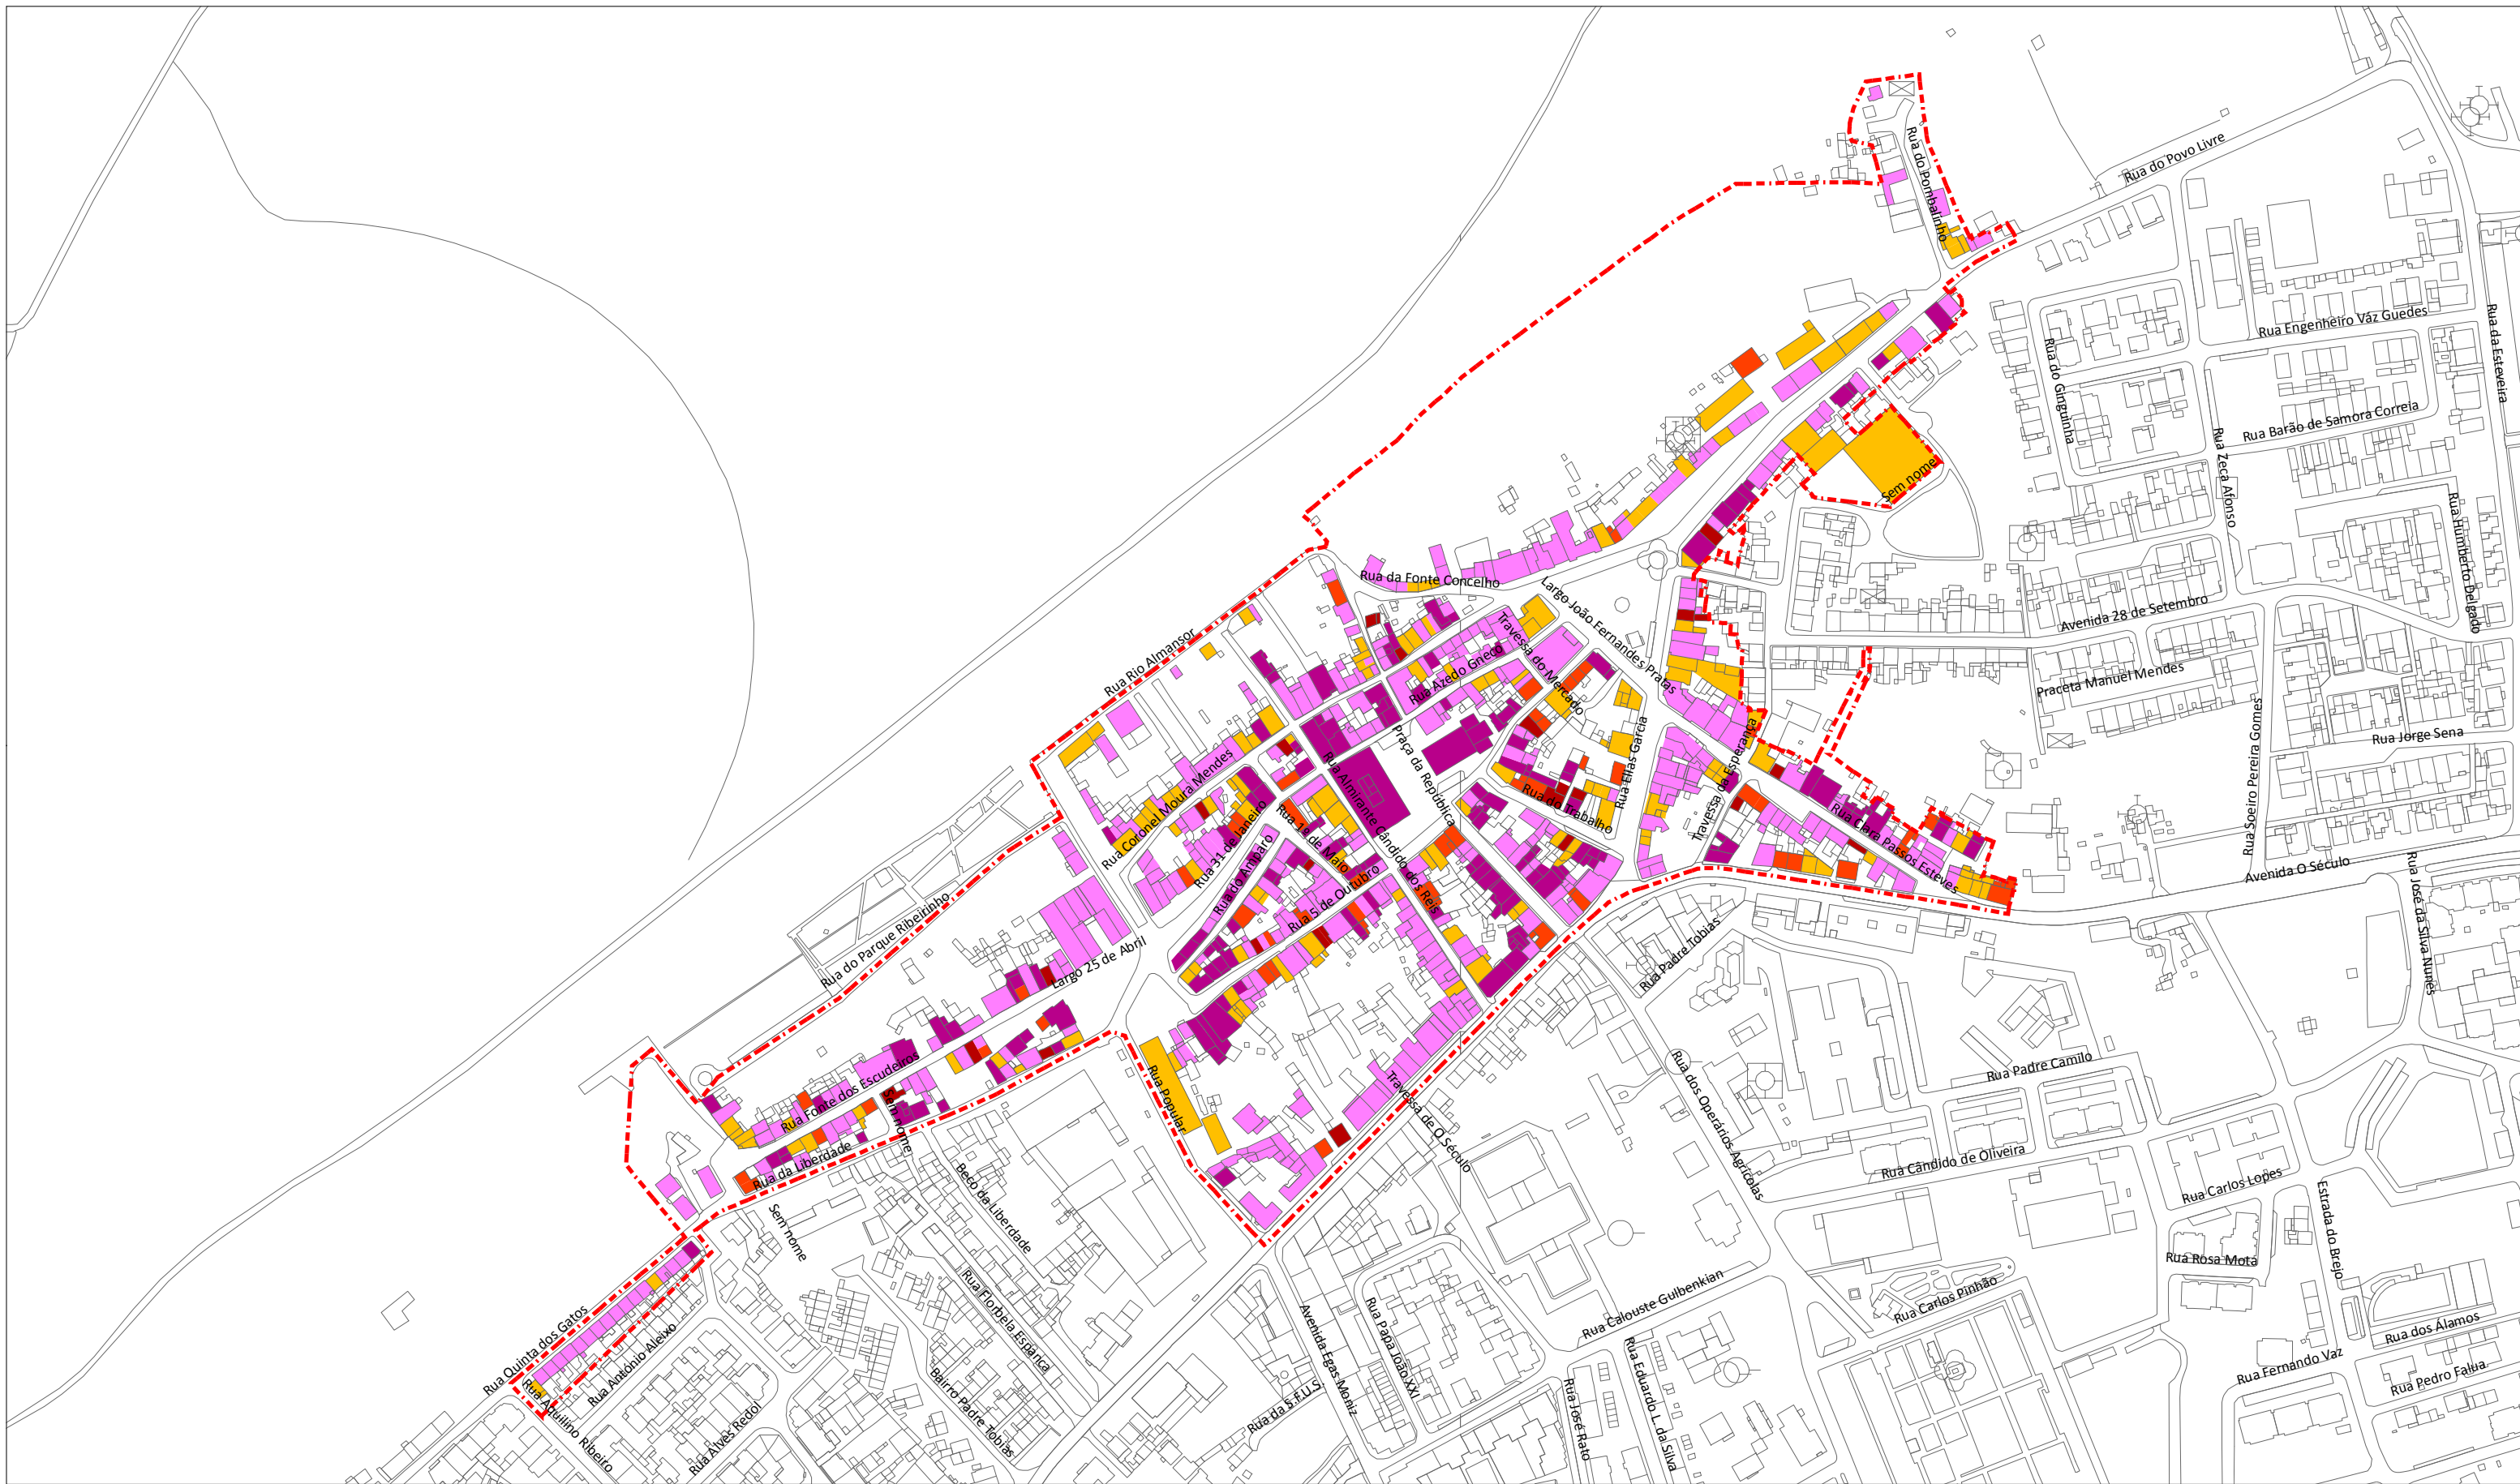 Rua do Pombalinho
Rua do Povo Livre
Rua Engenheiro Váz Guedes
Rua da Esteveira
Rua do Ginguinha
Rua Barão de Samora Correia
Rua Zeca Afonso
Sem nome
Rua Humberto Delgado
Rua da Fonte Concelho
Largo João Fernandes Pratas
Avenida 28 de Setembro
Travessa do Mercado
Rua Azedo Gneco
Rua Rio Almansor
Praceta Manuel Mendes
Rua Soeiro Pereira Gomes
Rua Jorge Sena
Rua Elias Garcia
Travessa da Esperança
Praça da República
Rua Almirante Cândido dos Reis
Rua Coronel Moura Mendes
Rua 31 de Janeiro
Rua 1º de Maio
Rua do Trabalho
Travessa da Esperança
Rua Clara Passos Esteves
Avenida O Século
Rua José da Silva Nunes
Rua do Amparo
Rua 5 de Outubro
Rua do Parque Ribeirinho
Largo 25 de Abril
Rua Padre Tobias
Rua Fonte dos Escudeiros
Sem nome
Rua da Liberdade
Rua Popular
Travessa de O Século
Rua dos Operários Agrícolas
Rua Padre Camilo
Rua Cândido de Oliveira
Rua Carlos Lopes
Estrada do Brejo
Beco da Liberdade
Sem nome
Rua Rosa Mota
Rua Florbela Espanca
Rua Carlos Pinhão
Rua Calouste Gulbenkian
Rua Quinta dos Gatos
Rua António Aleixo
Rua Aquilino Ribeiro
Rua Alves Redol
Bairro Padre Tobias
Rua da S.F.U.S.
Avenida Egas Moniz
Rua Papa João XXI
Rua José Rato
Rua Eduardo L. da Silva
Rua dos Álamos
Rua Fernando Vaz
Rua Pedro Falua